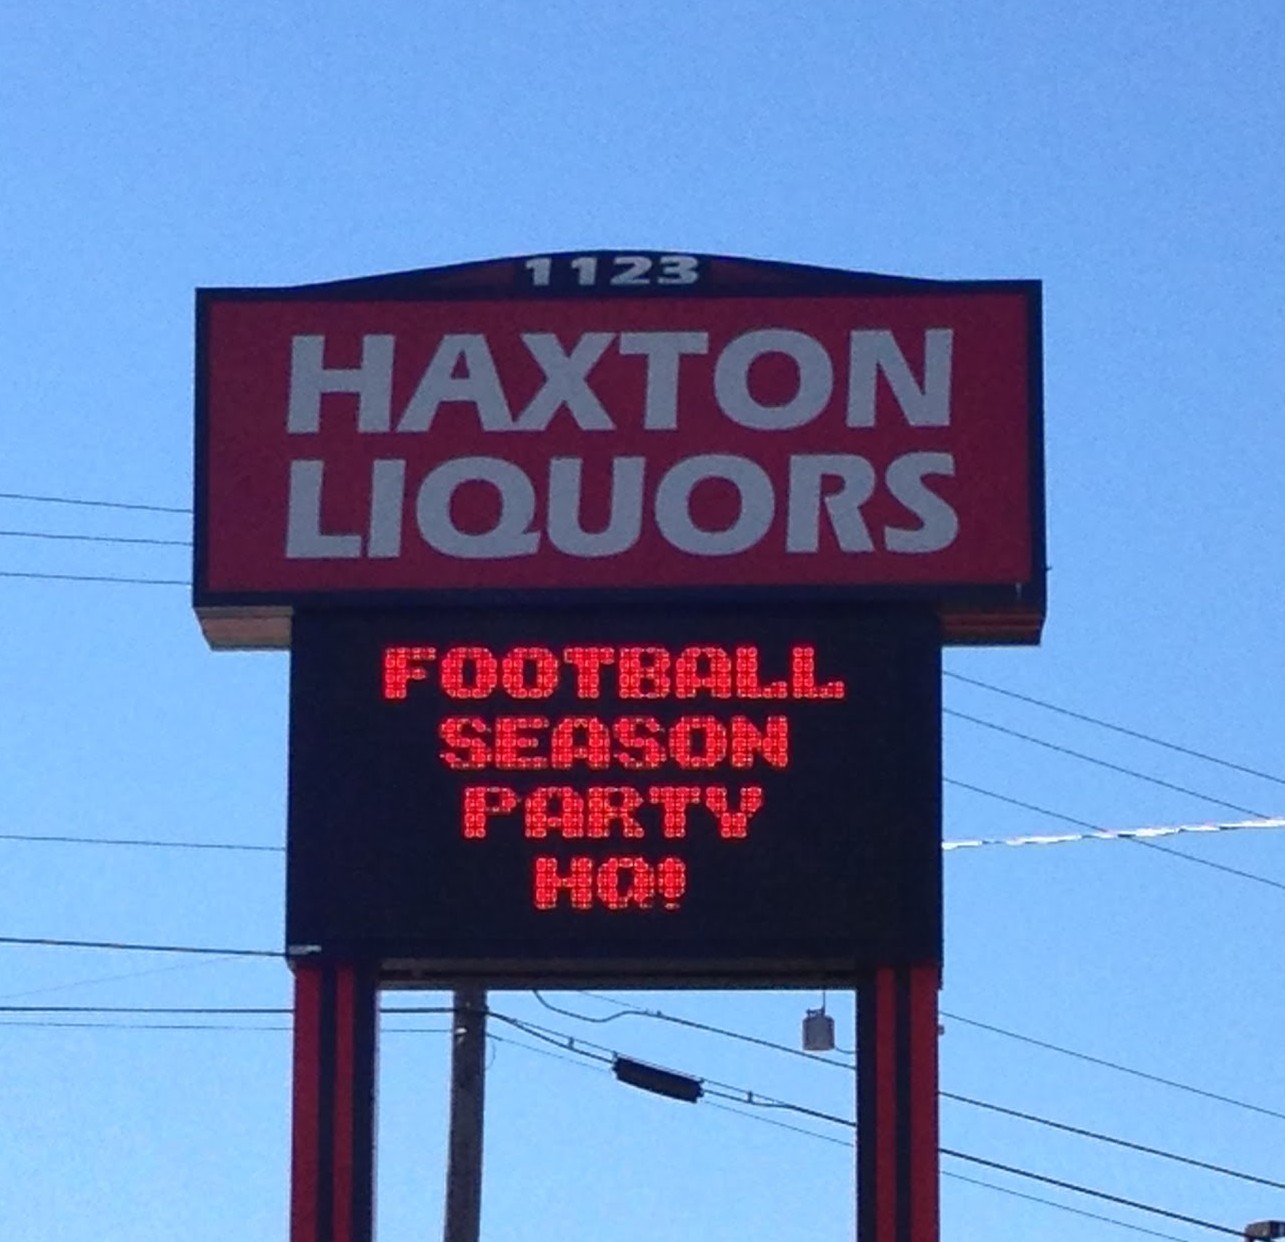 1123
HAXTON
LIQUORS
FOOTBALL
SEASON
PARTY
HQ!